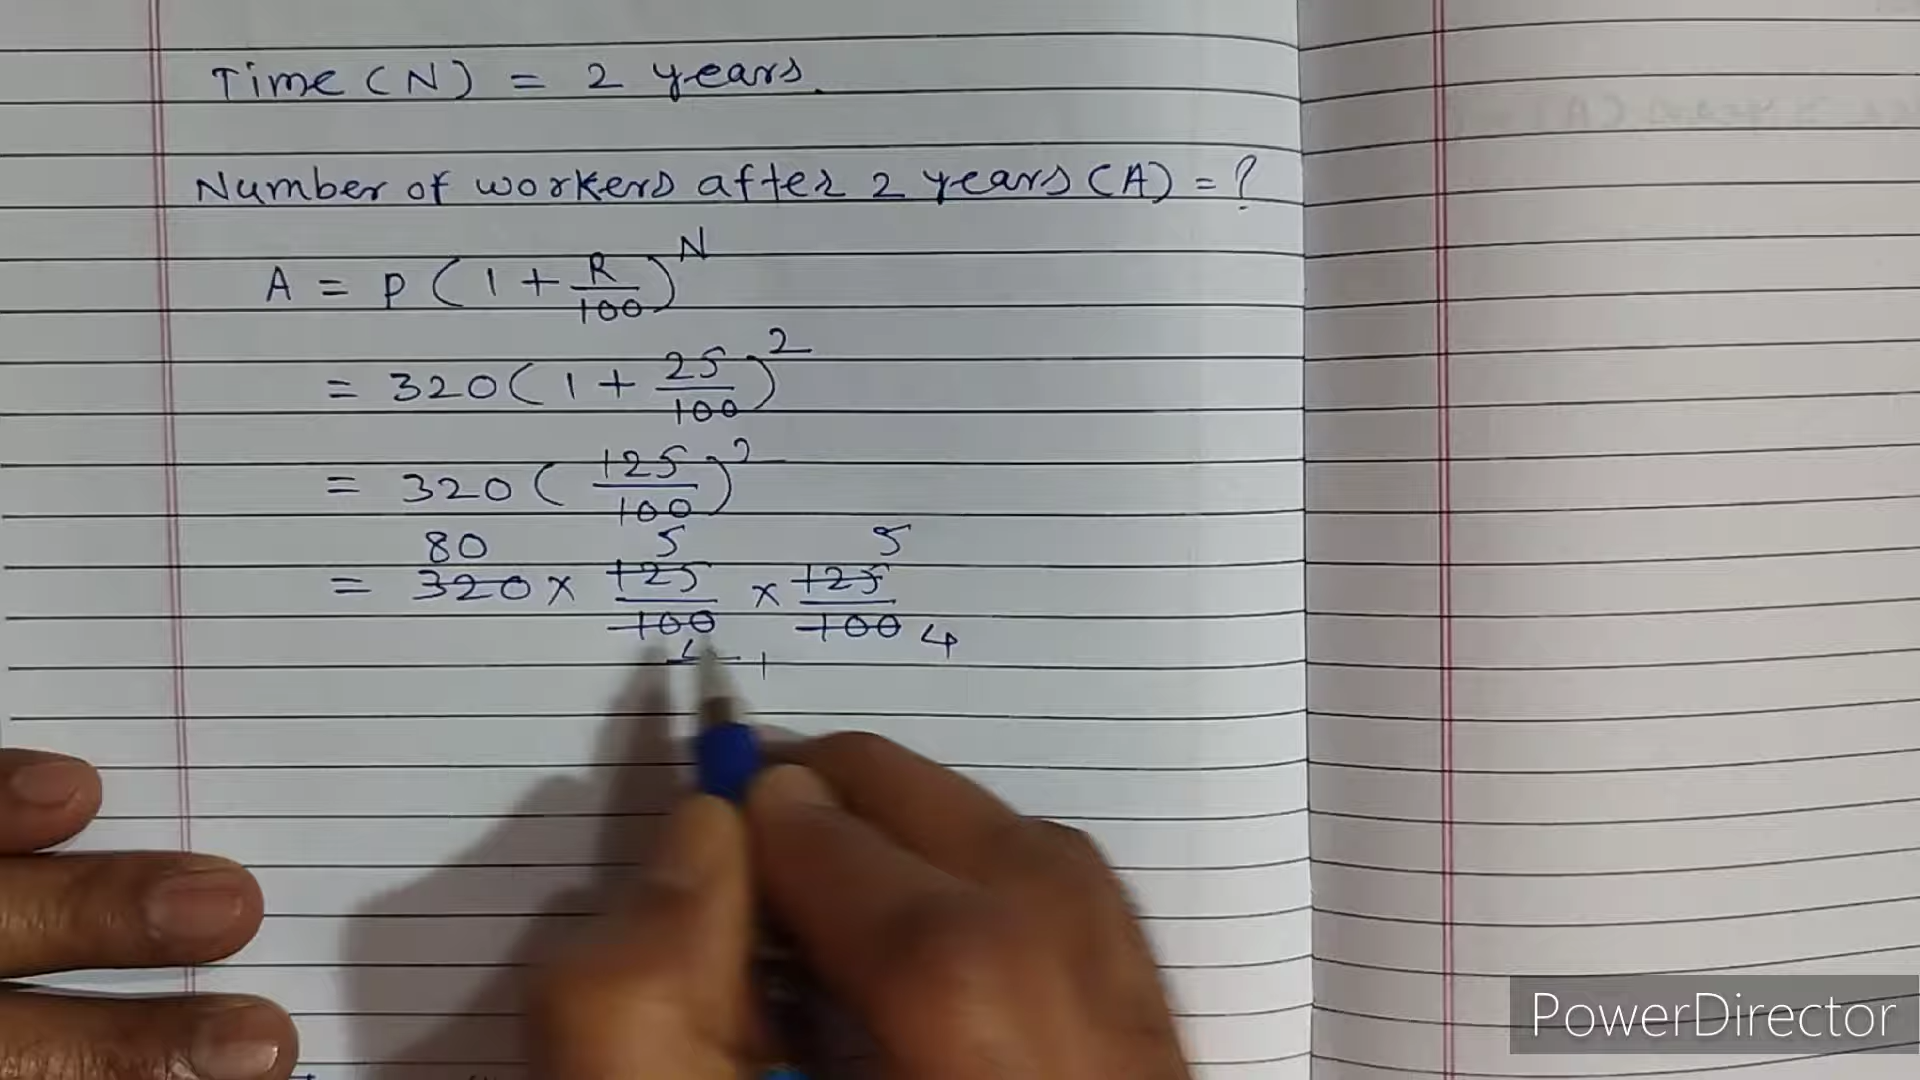 Time (N) = 2 years.
Number of workers after 2 years (A) = ?
A = P ( 1 + R/100 )^N
= 320 ( 1 + 25/100 )^2
= 320 ( 125/100 )^2
80 5 5
= 320 × 125/100 × 125/100 4
1
PowerDirector